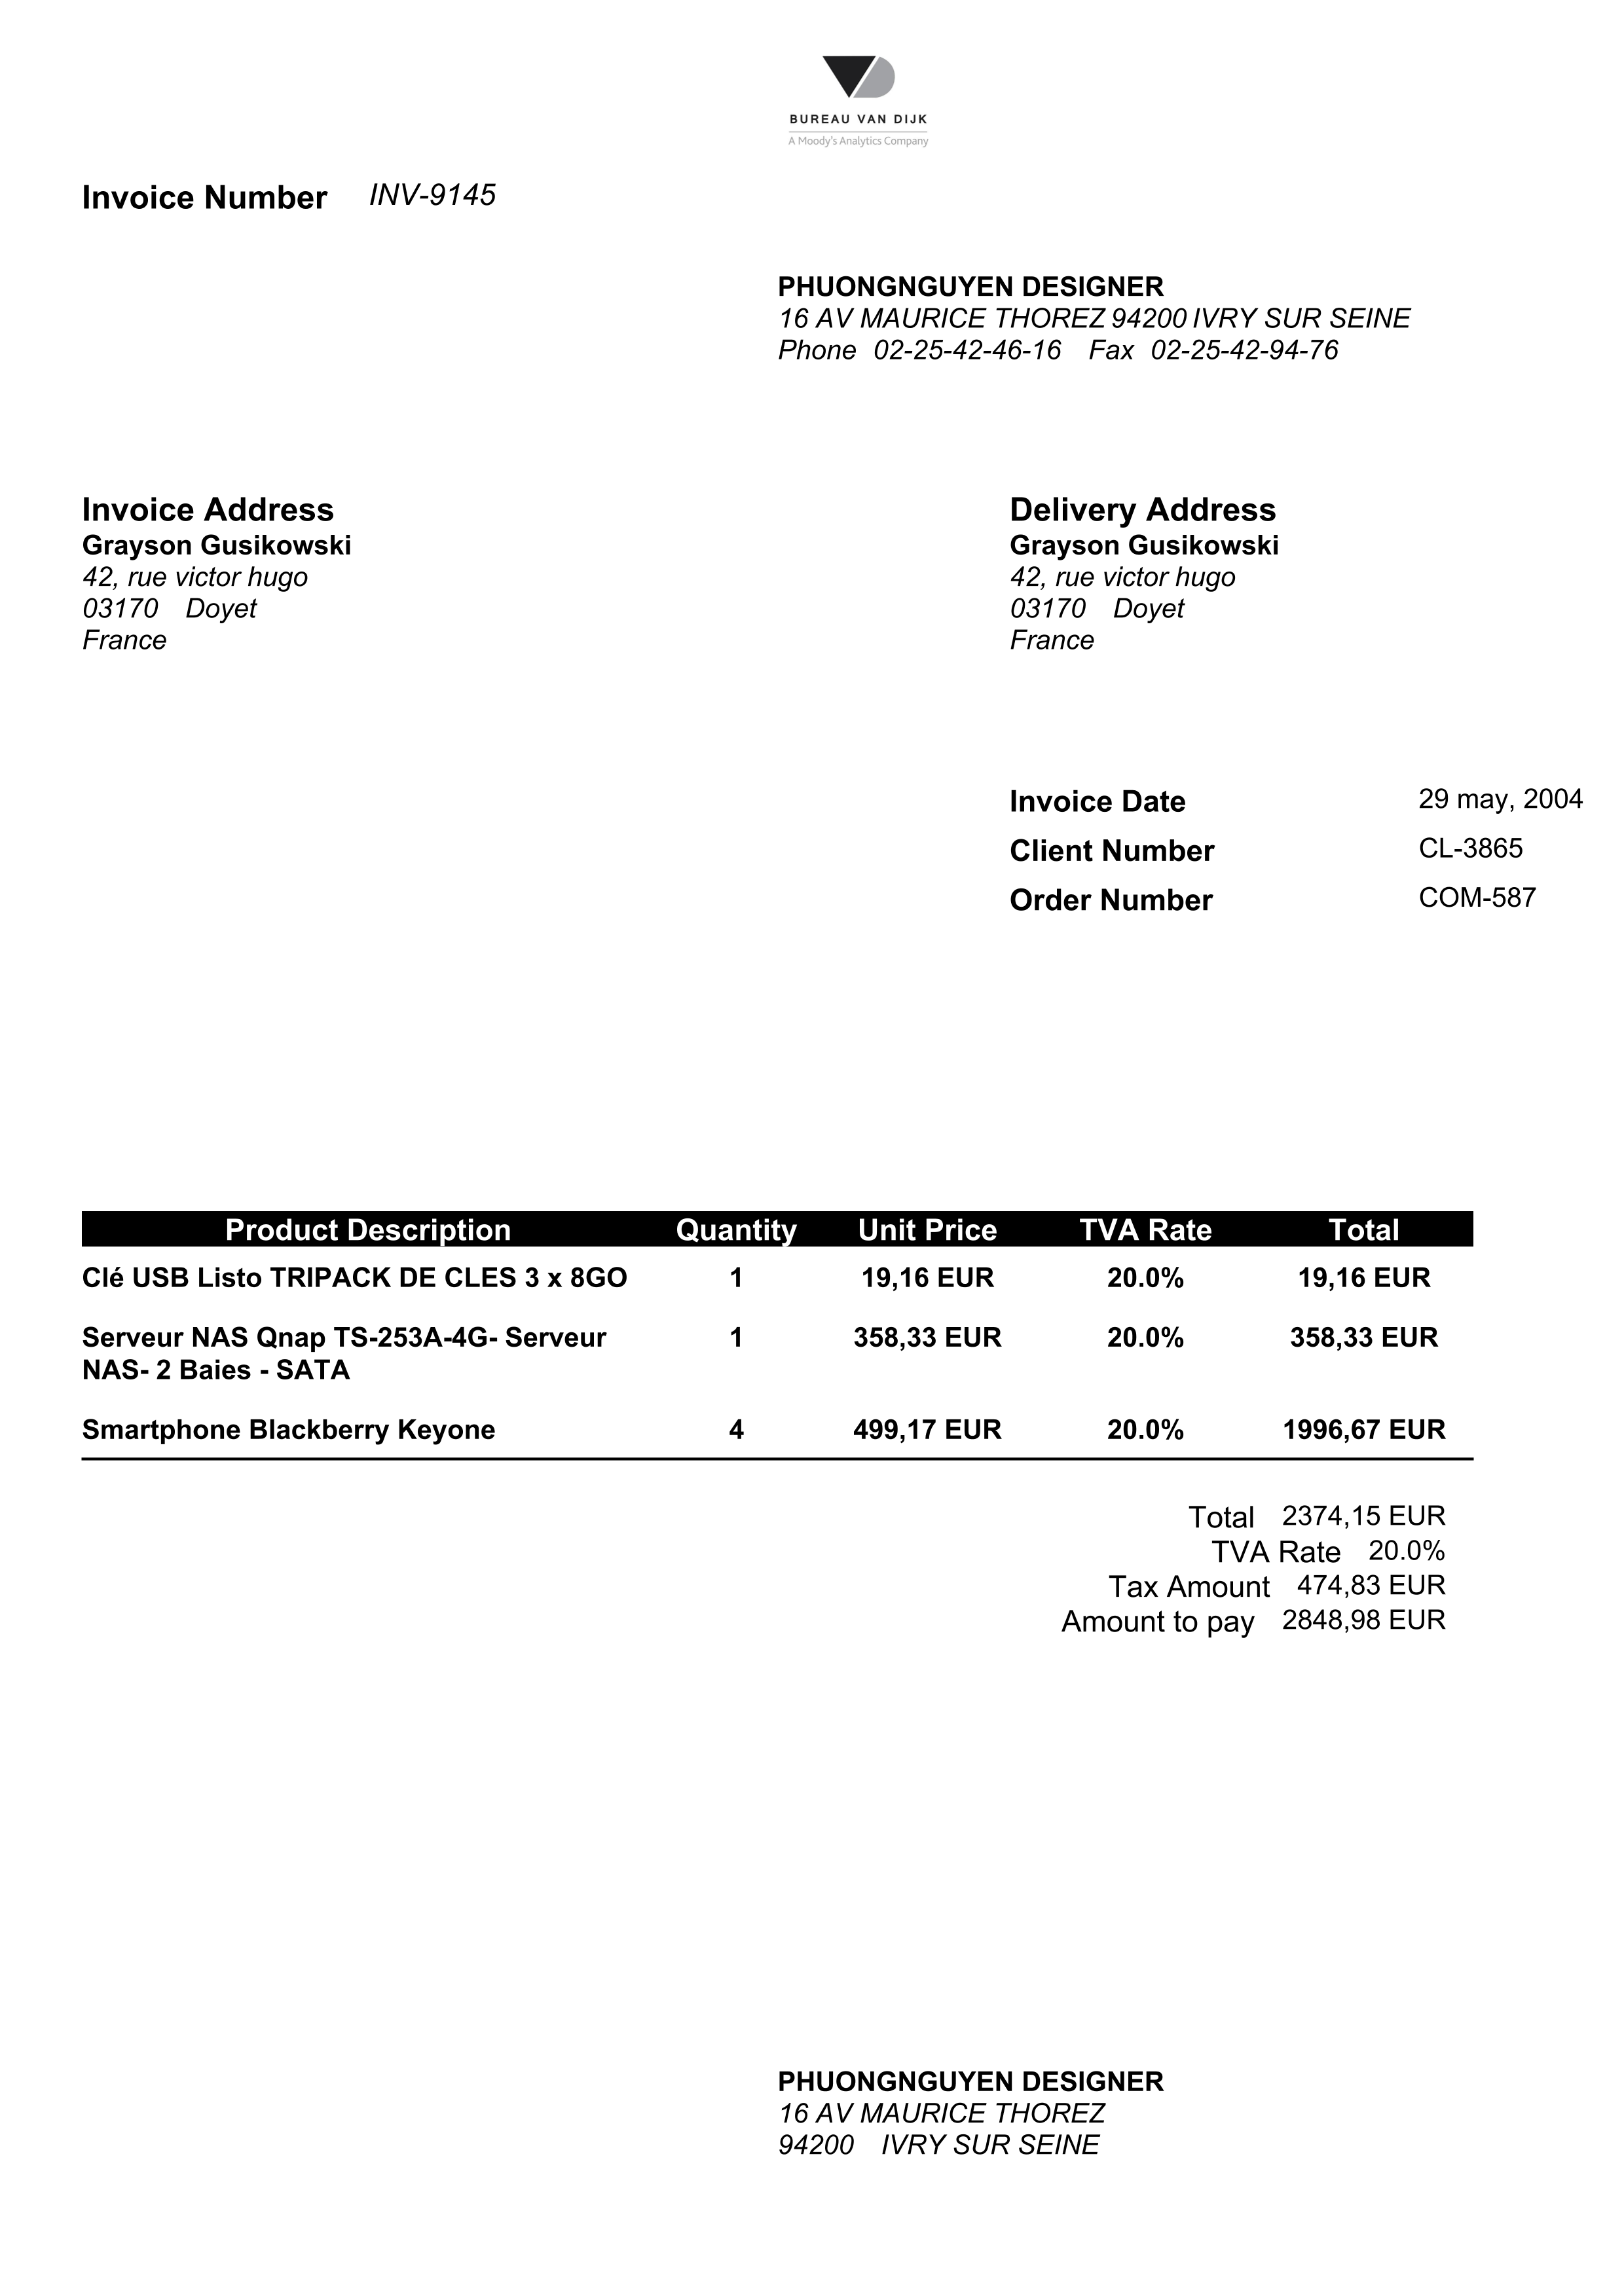 BUREAU VAN DIJK
A Moody's Analytics Company
Invoice Number INV-9145
PHUONGNGUYEN DESIGNER
16 AV MAURICE THOREZ 94200 IVRY SUR SEINE
Phone 02-25-42-46-16 Fax 02-25-42-94-76
Invoice Address
Grayson Gusikowski
42, rue victor hugo
03170 Doyet
France
Delivery Address
Grayson Gusikowski
42, rue victor hugo
03170 Doyet
France
Invoice Date 29 may, 2004
Client Number CL-3865
Order Number COM-587
Product Description Quantity Unit Price TVA Rate Total
Clé USB Listo TRIPACK DE CLES 3 x 8GO 1 19,16 EUR 20.0% 19,16 EUR
Serveur NAS Qnap TS-253A-4G- Serveur 1 358,33 EUR 20.0% 358,33 EUR
NAS- 2 Baies - SATA
Smartphone Blackberry Keyone 4 499,17 EUR 20.0% 1996,67 EUR
Total 2374,15 EUR
TVA Rate 20.0%
Tax Amount 474,83 EUR
Amount to pay 2848,98 EUR
PHUONGNGUYEN DESIGNER
16 AV MAURICE THOREZ
94200 IVRY SUR SEINE